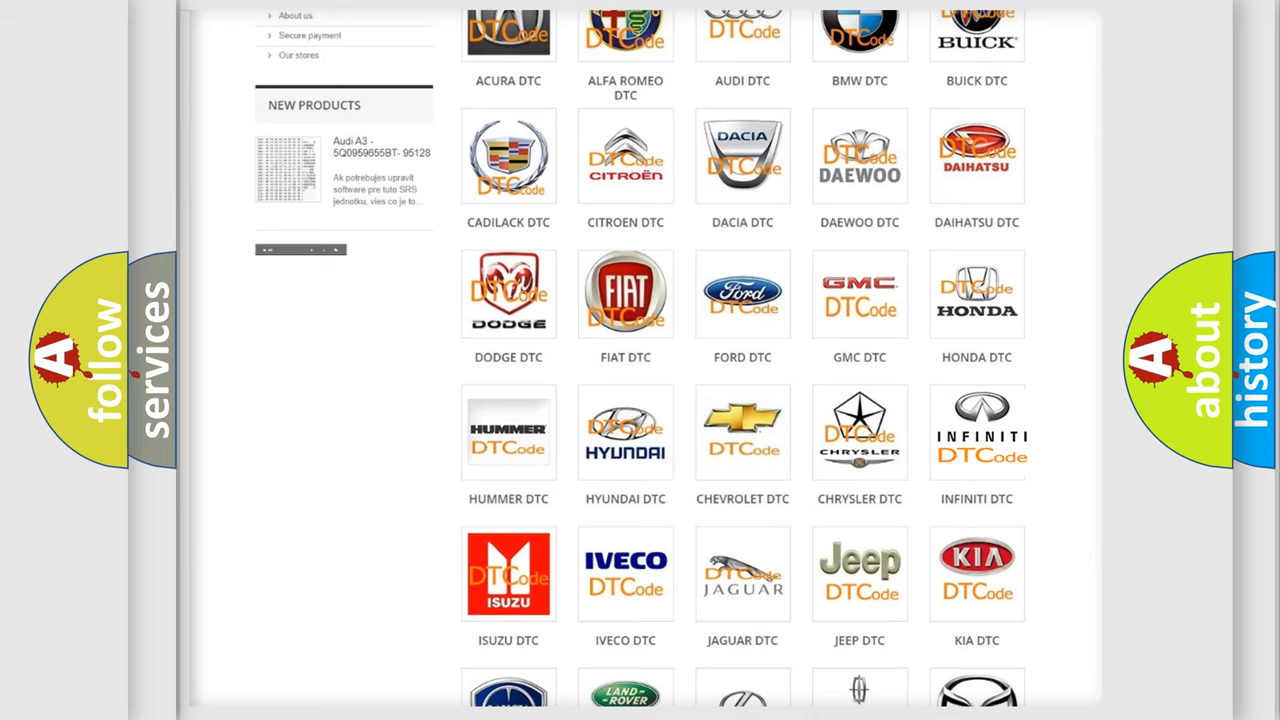 About us
Secure payment
Our stores
NEW PRODUCTS
Audi A3 -
5Q0959655BT- 95128
Ak potrebujes upravit
software pre tuto SRS
jednotku, vies co je to...
DTCode
DTCode
DTCode
DTCode
DTCode
BUICK
ACURA DTC
ALFA ROMEO
DTC
AUDI DTC
BMW DTC
BUICK DTC
DTCode
DTCode
CITROËN
DACIA
DTCode
DTCode
DAEWOO
DTCode
DAIHATSU
CADILACK DTC
CITROEN DTC
DACIA DTC
DAEWOO DTC
DAIHATSU DTC
DTCode
DODGE
FIAT
DTCode
Ford
DTCode
GMC
DTCode
DTCode
HONDA
DODGE DTC
FIAT DTC
FORD DTC
GMC DTC
HONDA DTC
HUMMER
DTCode
DTCode
HYUNDAI
DTCode
DTCode
CHRYSLER
INFINITI
DTCode
HUMMER DTC
HYUNDAI DTC
CHEVROLET DTC
CHRYSLER DTC
INFINITI DTC
DTCode
ISUZU
IVECO
DTCode
DTCode
JAGUAR
Jeep
DTCode
KIA
DTCode
ISUZU DTC
IVECO DTC
JAGUAR DTC
JEEP DTC
KIA DTC
LAND-
ROVER
A
follow
services
A
about
history